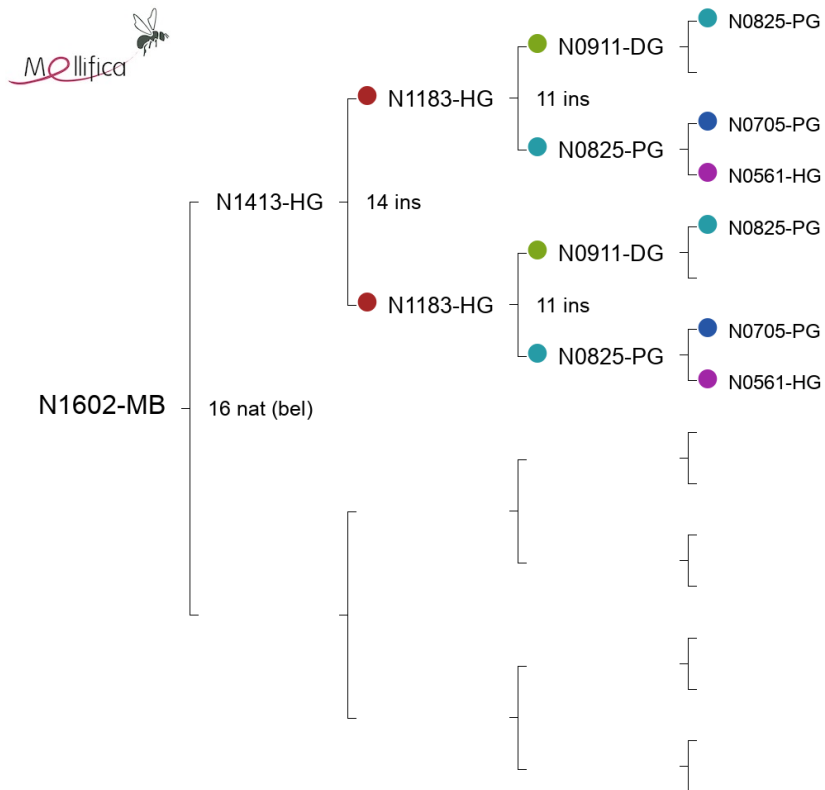 Mellifica
N0825-PG
N0911-DG
N1183-HG
11 ins
N0705-PG
N0825-PG
N0561-HG
N1413-HG
14 ins
N0825-PG
N0911-DG
N1183-HG
11 ins
N0705-PG
N0825-PG
N0561-HG
N1602-MB
16 nat (bel)